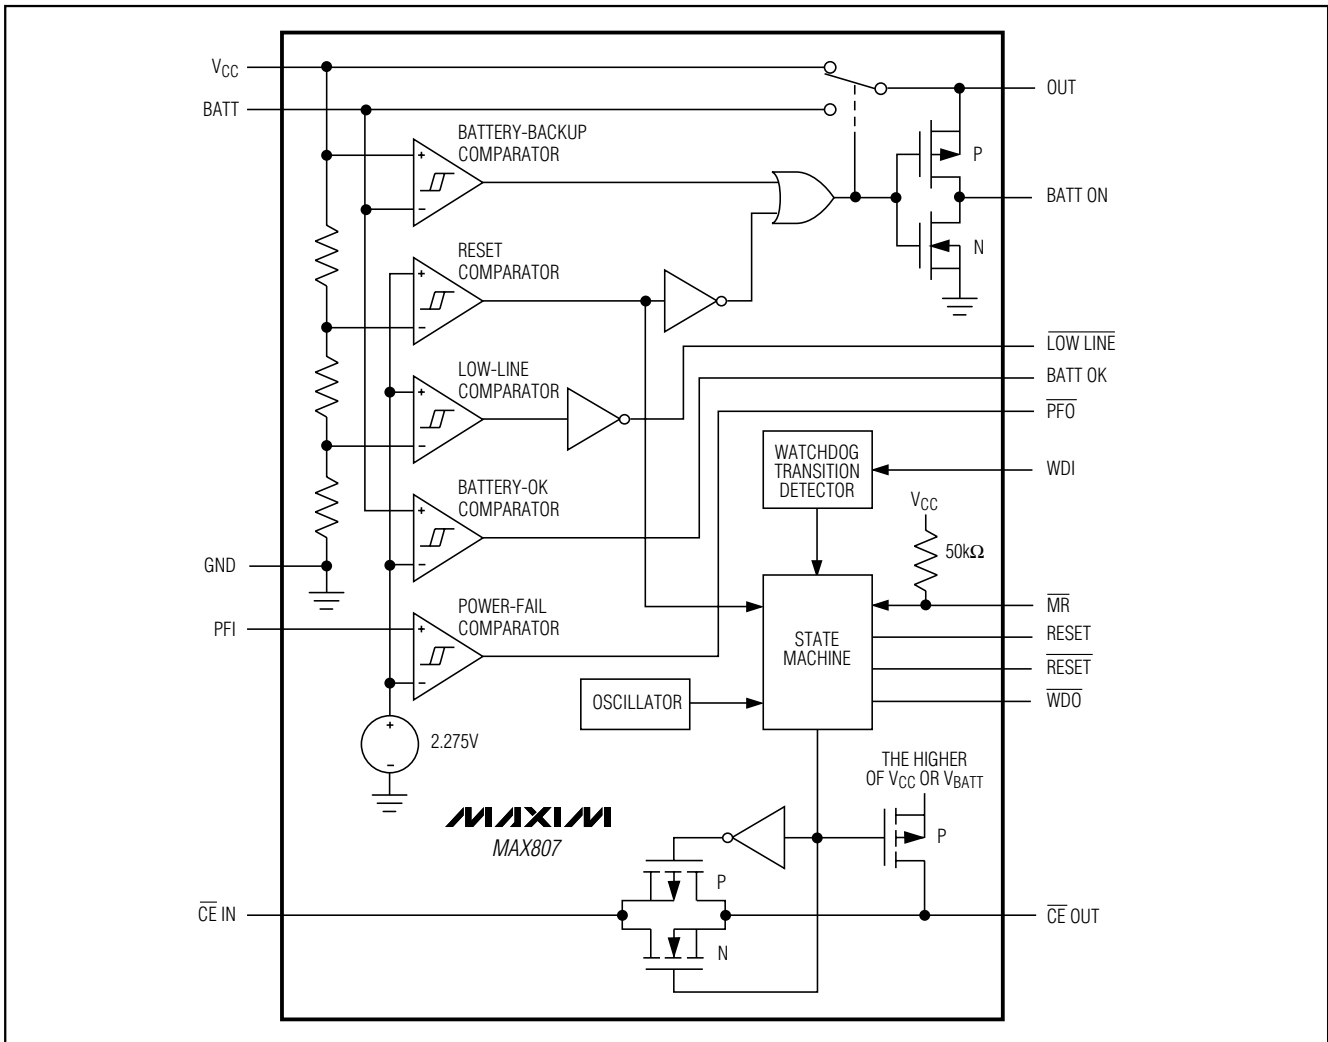 VCC
BATT
GND
PFI
CE IN
BATTERY-BACKUP
COMPARATOR
+
−
RESET
COMPARATOR
+
−
LOW-LINE
COMPARATOR
+
−
BATTERY-OK
COMPARATOR
+
−
POWER-FAIL
COMPARATOR
+
−
+
−
2.275V
MAXIM
MAX807
OSCILLATOR
WATCHDOG
TRANSITION
DETECTOR
STATE
MACHINE
VCC
50kΩ
THE HIGHER
OF VCC OR VBATT
P
P
N
P
N
OUT
BATT ON
LOW LINE
BATT OK
PFO
WDI
MR
RESET
RESET
WDO
CE OUT